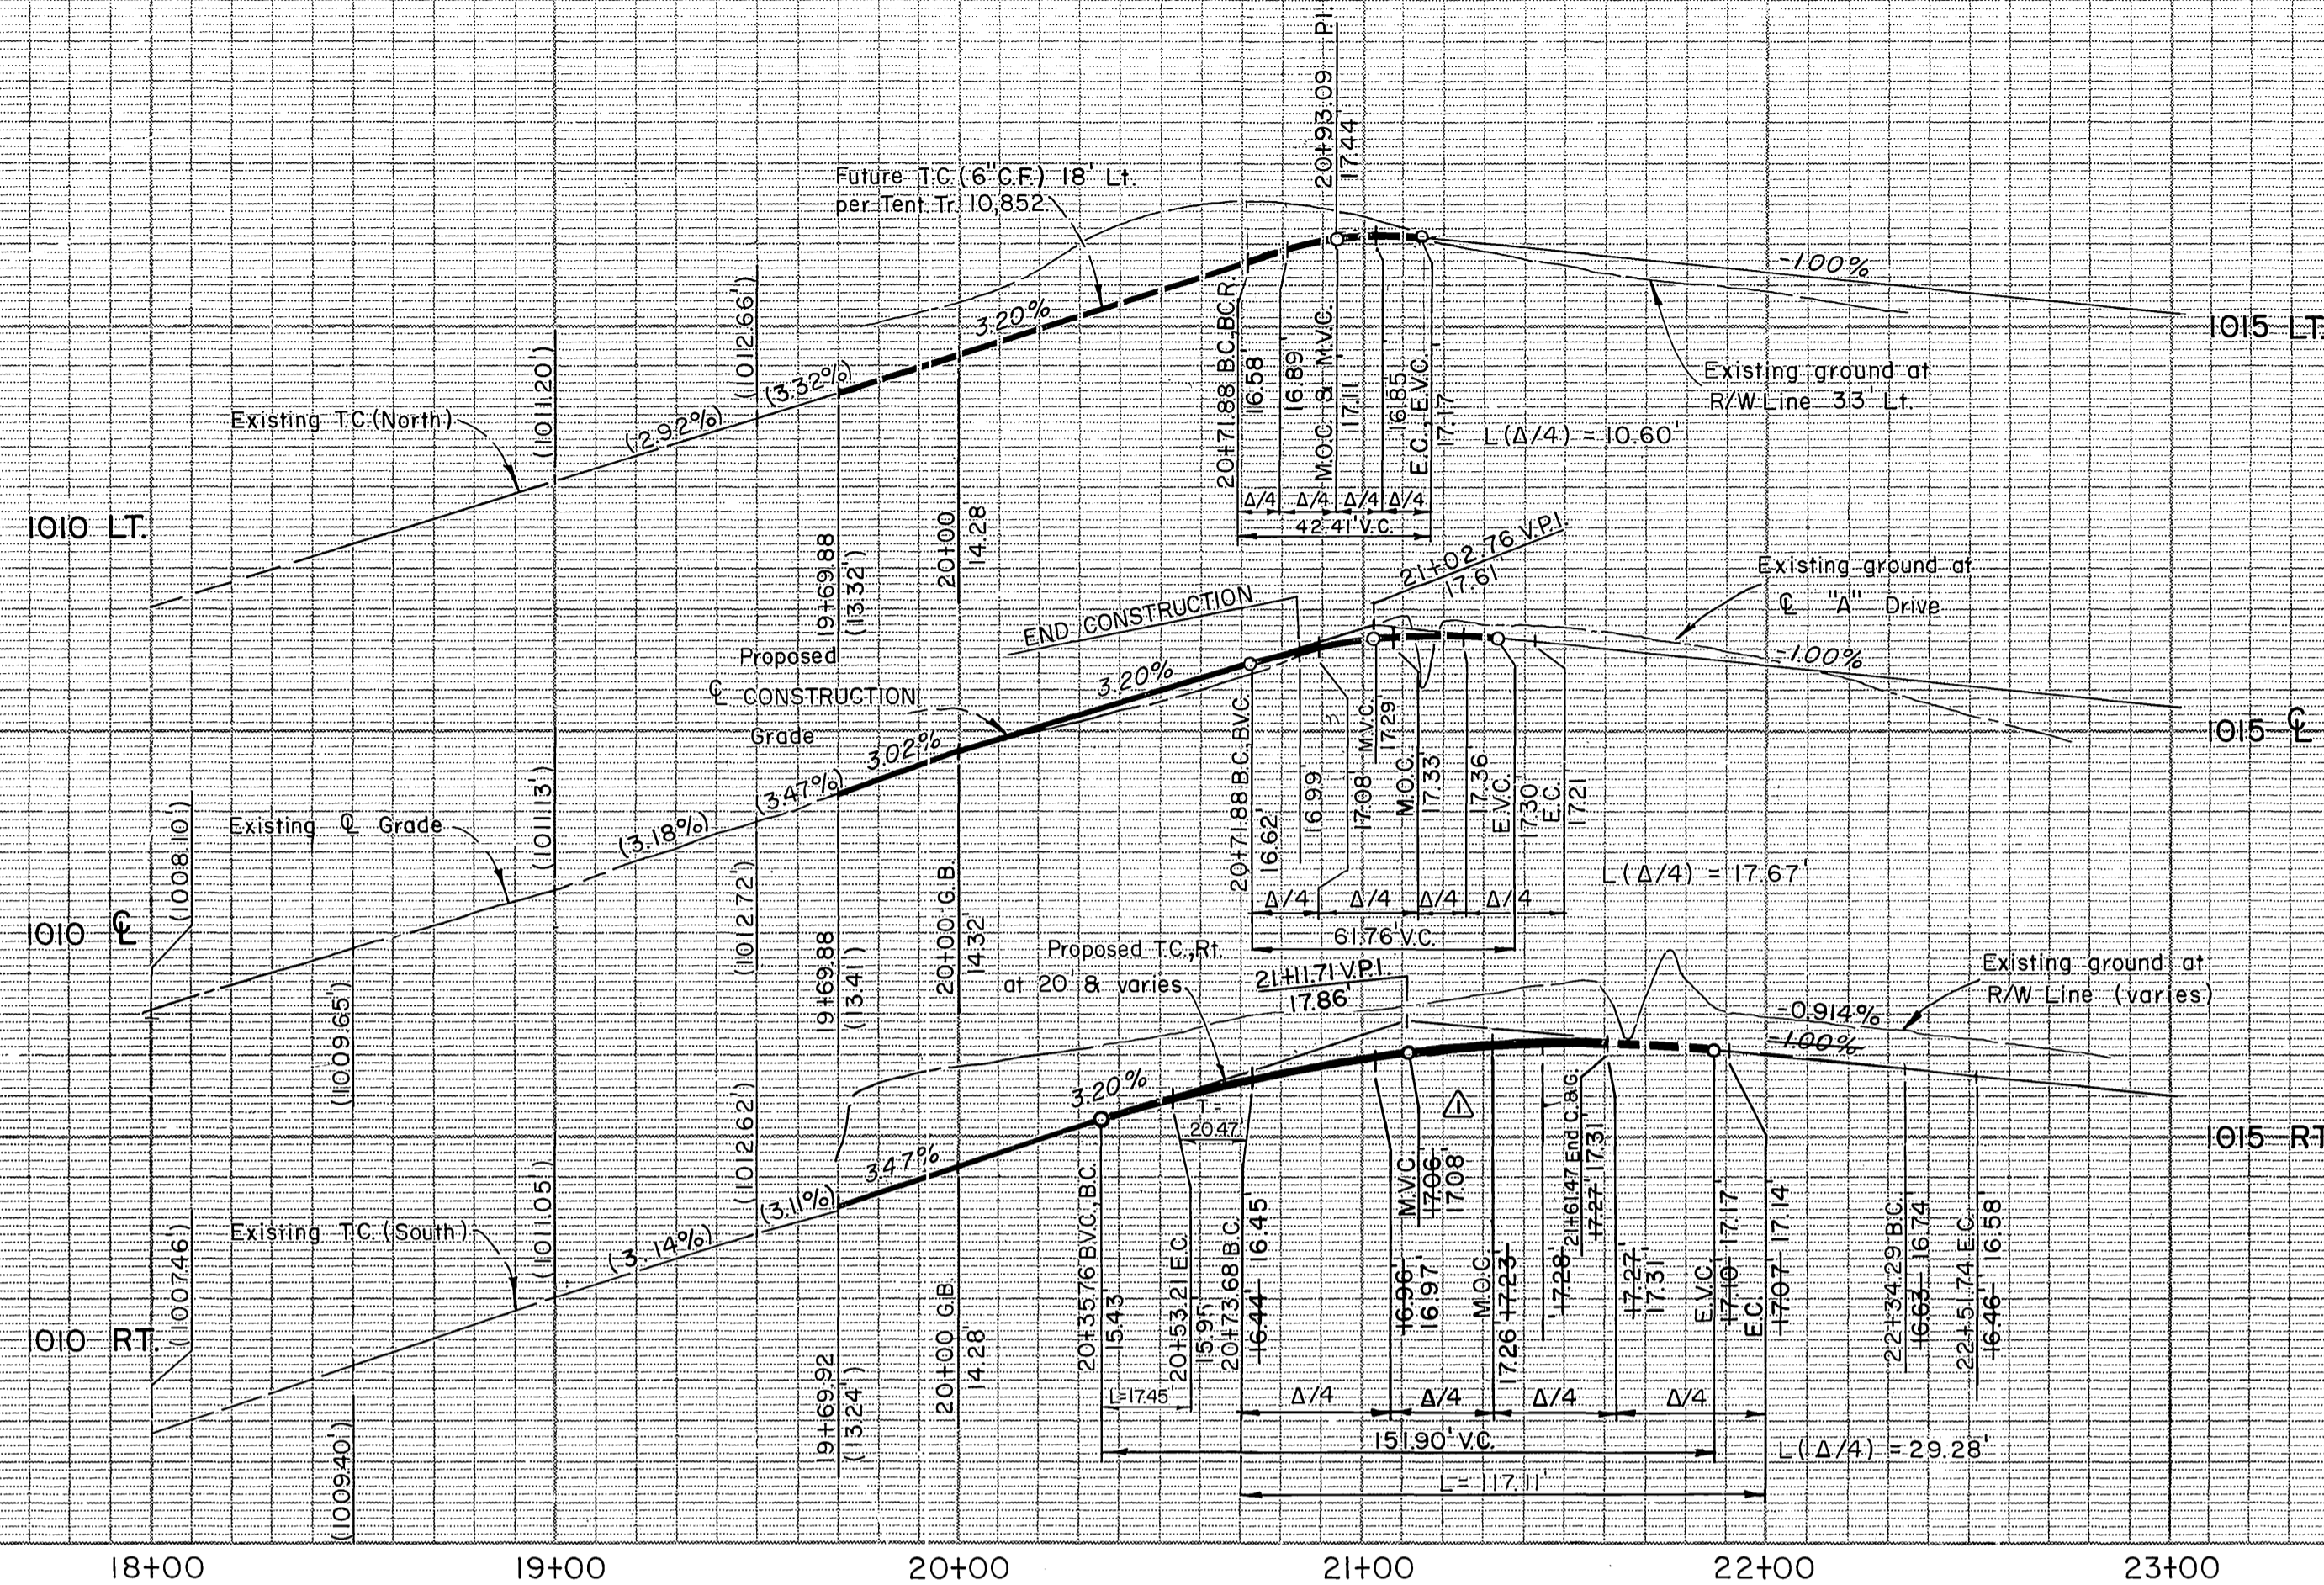 20+93.09 P.I.
17.44'
Future T.C. (6" C.F.) 18' Lt.
per Tent. Tr. 10,852.
3.20%
(3.32%)
(2.92%)
(1012.66')
(1011.20')
Existing T.C. (North)
1010 LT.
-1.00%
1015 LT.
Existing ground at
R/W Line 33' Lt.
20+71.88 B.C., B.C.R.
16.58'
16.89'
M.O.C. & M.V.C.
17.11'
16.85
E.C., E.V.C.
17.17'
L(Δ/4) = 10.60'
Δ/4 Δ/4 Δ/4 Δ/4
42.41' V.C.
19+69.88
(13.32')
20+00
14.28'
21+02.76 V.P.I.
17.61
END CONSTRUCTION
Existing ground at
℄ "A" Drive
Proposed
℄ CONSTRUCTION
Grade
3.20%
3.02%
(3.47%)
(3.18%)
-1.00%
1015 ℄
Existing ℄ Grade
(1008.10')
(1011.13')
(1012.72')
(1009.65')
1010 ℄
19+69.88
(13.41')
20+00 G.B.
14.32'
20+71.88 B.C., B.V.C.
16.62'
16.99'
17.08'
M.V.C.
17.29'
M.O.C.
17.33'
17.36'
E.V.C.
17.30'
E.C.
17.21
L(Δ/4) = 17.67'
Δ/4 Δ/4 Δ/4 Δ/4
61.76' V.C.
Proposed T.C., Rt.
at 20' & varies
21+11.71 V.P.I.
17.86'
Existing ground at
R/W Line (varies)
-0.914%
-1.00%
1015 RT
3.20%
"T"
20.47
3.47%
(3.11%)
(3.14%)
(1012.62')
(1011.05')
Existing T.C. (South)
(1007.46')
1010 RT.
(1009.40')
19+69.92
(13.24')
20+00 G.B.
14.28'
20+35.76 B.V.C., B.C.
15.43'
20+53.21 E.C.
15.95'
20+73.68 B.C.
16.44' 16.45'
16.96'
16.97'
M.V.C.
17.06'
17.08'
1
M.O.C.
17.26' 17.23'
17.28'
21+61.47 End C.&G.
17.27' 17.31'
17.27'
17.31'
E.V.C.
17.10' 17.17'
E.C.
17.07' 17.14'
22+34.29 B.C.
16.63' 16.74'
22+51.74 E.C.
16.46' 16.58'
L=17.45'
Δ/4 Δ/4 Δ/4 Δ/4
151.90' V.C.
L(Δ/4) = 29.28'
L= 117.11'
18+00 19+00 20+00 21+00 22+00 23+00